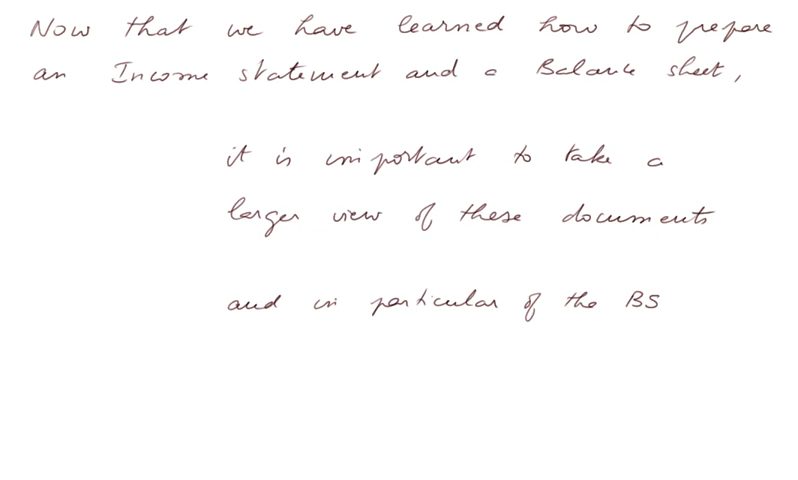 Now that we have learned how to prepare
an Income statement and a Balance sheet,
it is important to take a
larger view of these documents
and in particular of the BS